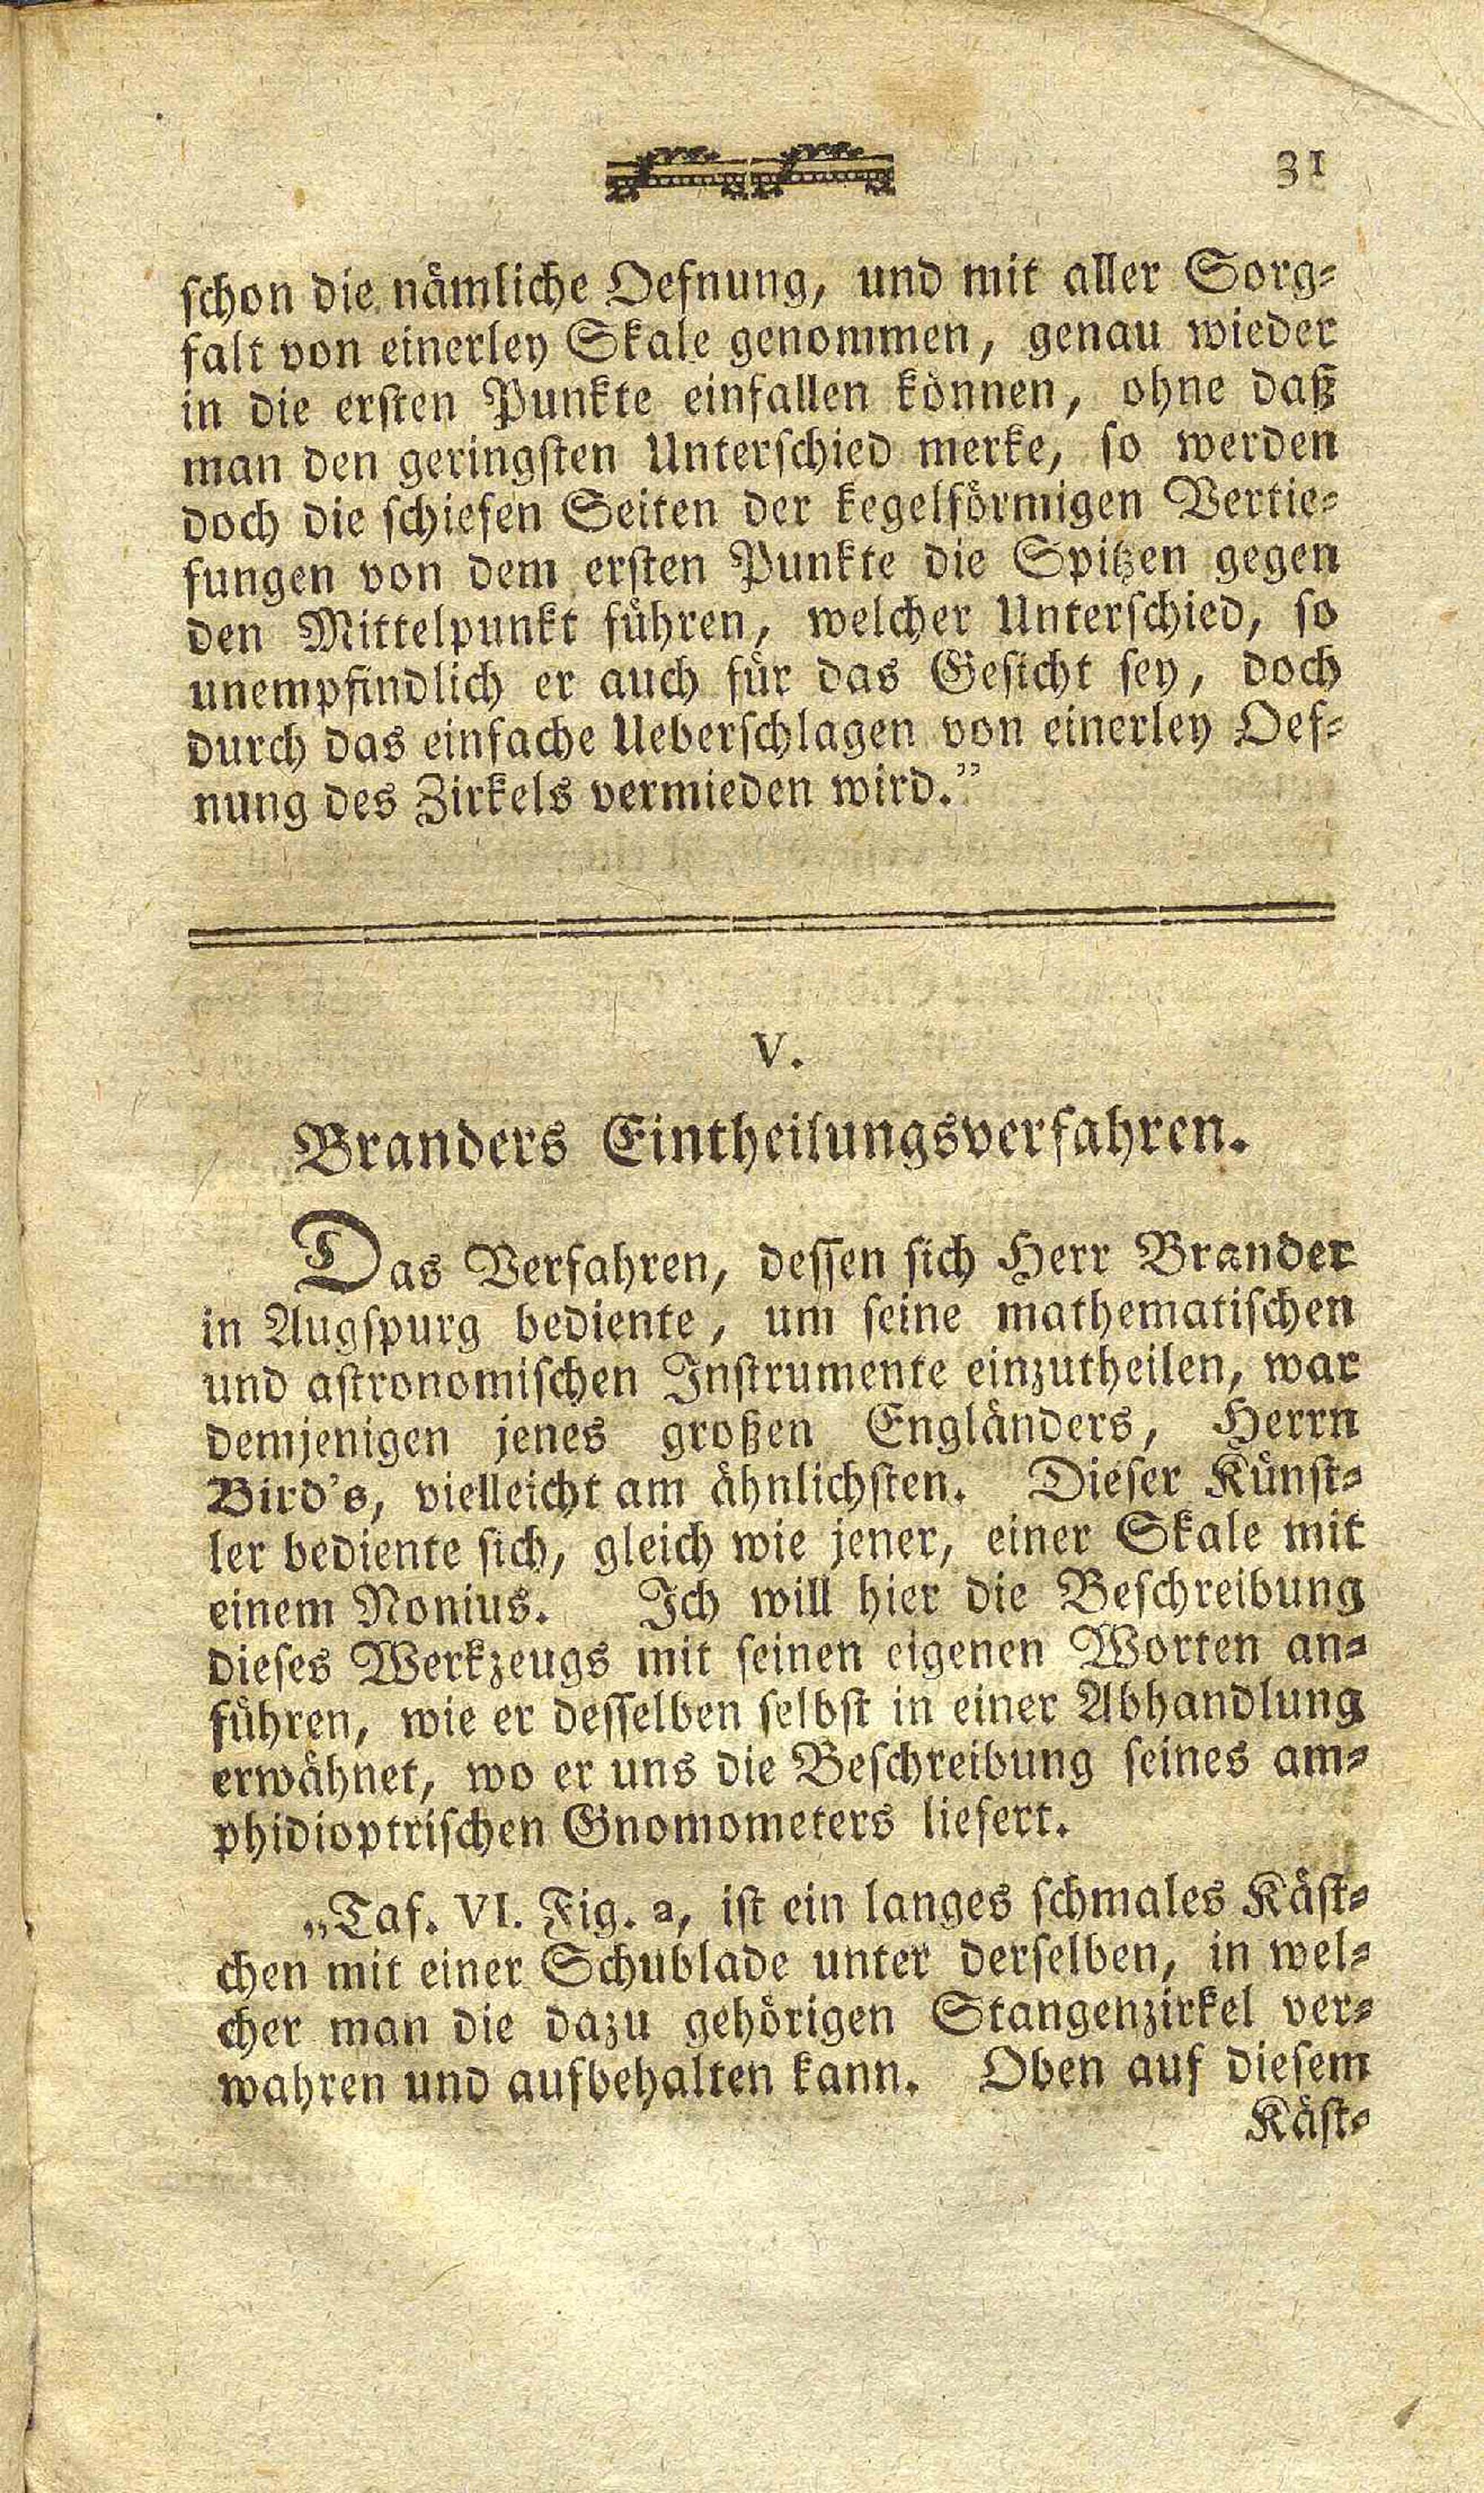 31
schon die nämliche Oefnung, und mit aller Sorg-
falt von einerley Skale genommen, genau wieder
in die ersten Punkte einfallen können, ohne daß
man den geringsten Unterschied merke, so werden
doch die schiefen Seiten der kegelförmigen Vertie-
fungen von dem ersten Punkte die Spitzen gegen
den Mittelpunkt führen, welcher Unterschied, so
unempfindlich er auch für das Gesicht sey, doch
durch das einfache Ueberschlagen von einerley Oef-
nung des Zirkels vermieden wird.”
V.
Branders Eintheilungsverfahren.
Das Verfahren, dessen sich Herr Brander
in Augspurg bediente, um seine mathematischen
und astronomischen Instrumente einzutheilen, war
demjenigen jenes großen Engländers, Herrn
Bird's, vielleicht am ähnlichsten. Dieser Künst-
ler bediente sich, gleich wie jener, einer Skale mit
einem Nonius. Ich will hier die Beschreibung
dieses Werkzeugs mit seinen eigenen Worten an-
führen, wie er desselben selbst in einer Abhandlung
erwähnet, wo er uns die Beschreibung seines am-
phidioptrischen Gnomometers liefert.
„Taf. VI. Fig. a, ist ein langes schmales Käst-
chen mit einer Schublade unter derselben, in wel-
cher man die dazu gehörigen Stangenzirkel ver-
wahren und aufbehalten kann. Oben auf diesem
Käst-